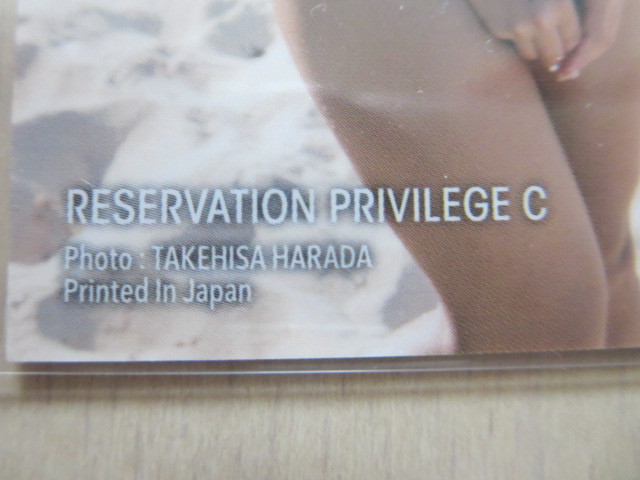 RESERVATION PRIVILEGE C
Photo : TAKEHISA HARADA
Printed In Japan